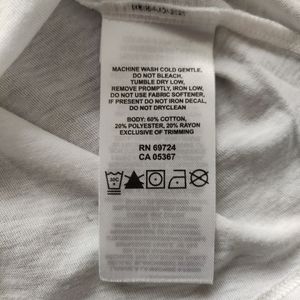 MACHINE WASH COLD GENTLE,
DO NOT BLEACH,
TUMBLE DRY LOW,
REMOVE PROMPTLY, IRON LOW,
DO NOT USE FABRIC SOFTENER,
IF PRESENT DO NOT IRON DECAL,
DO NOT DRYCLEAN
BODY: 60% COTTON,
20% POLYESTER, 20% RAYON
EXCLUSIVE OF TRIMMING
RN 69724
CA 05367
30C